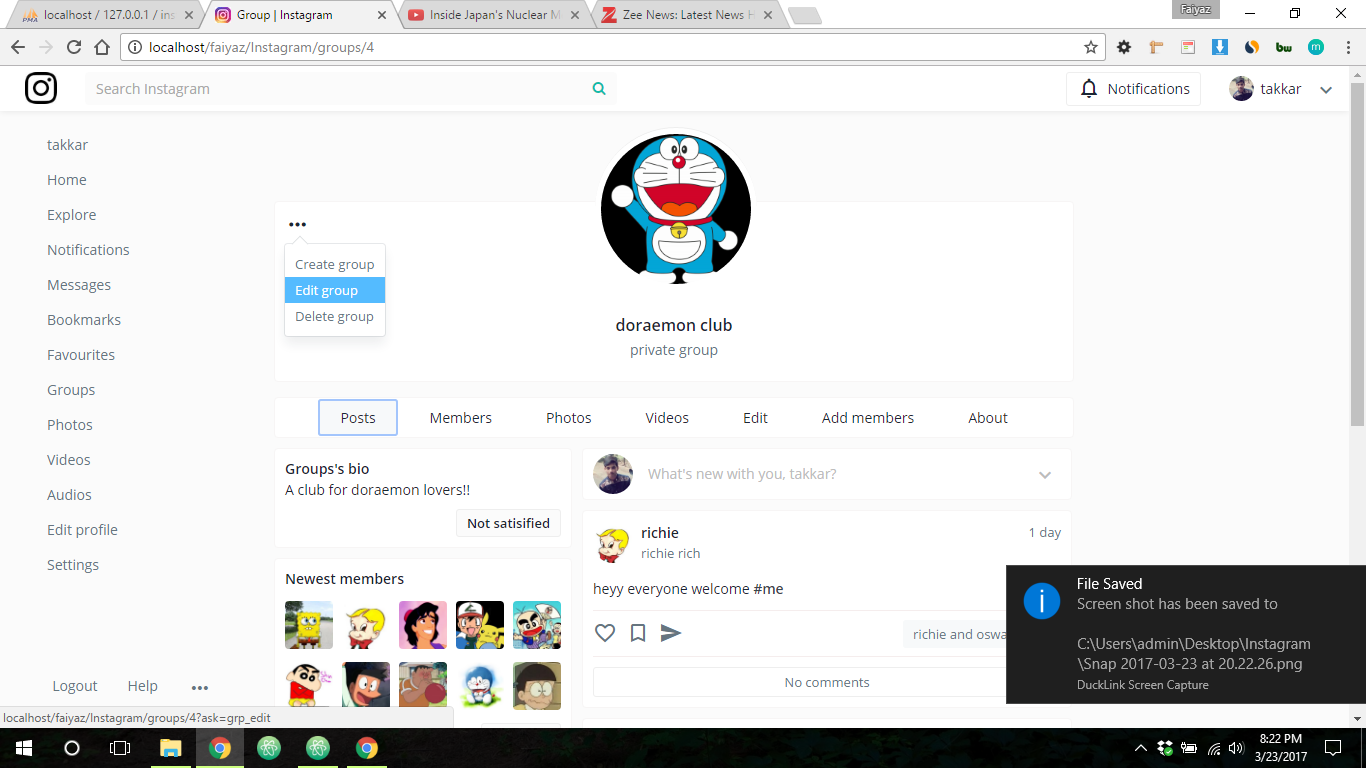 localhost / 127.0.0.1 / ins
Group | Instagram
Inside Japan's Nuclear M
Zee News: Latest News H
Faiyaz
localhost/faiyaz/Instagram/groups/4
Search Instagram
Notifications
takkar
takkar
Home
Explore
Notifications
Messages
Bookmarks
Favourites
Groups
Photos
Videos
Audios
Edit profile
Settings
Logout
Help
Create group
Edit group
Delete group
doraemon club
private group
Posts
Members
Photos
Videos
Edit
Add members
About
Groups's bio
A club for doraemon lovers!!
Not satisified
Newest members
What's new with you, takkar?
richie
richie rich
1 day
heyy everyone welcome #me
richie and oswa
No comments
File Saved
Screen shot has been saved to
C:\Users\admin\Desktop\Instagram
\Snap 2017-03-23 at 20.22.26.png
DuckLink Screen Capture
localhost/faiyaz/Instagram/groups/4?ask=grp_edit
8:22 PM
3/23/2017